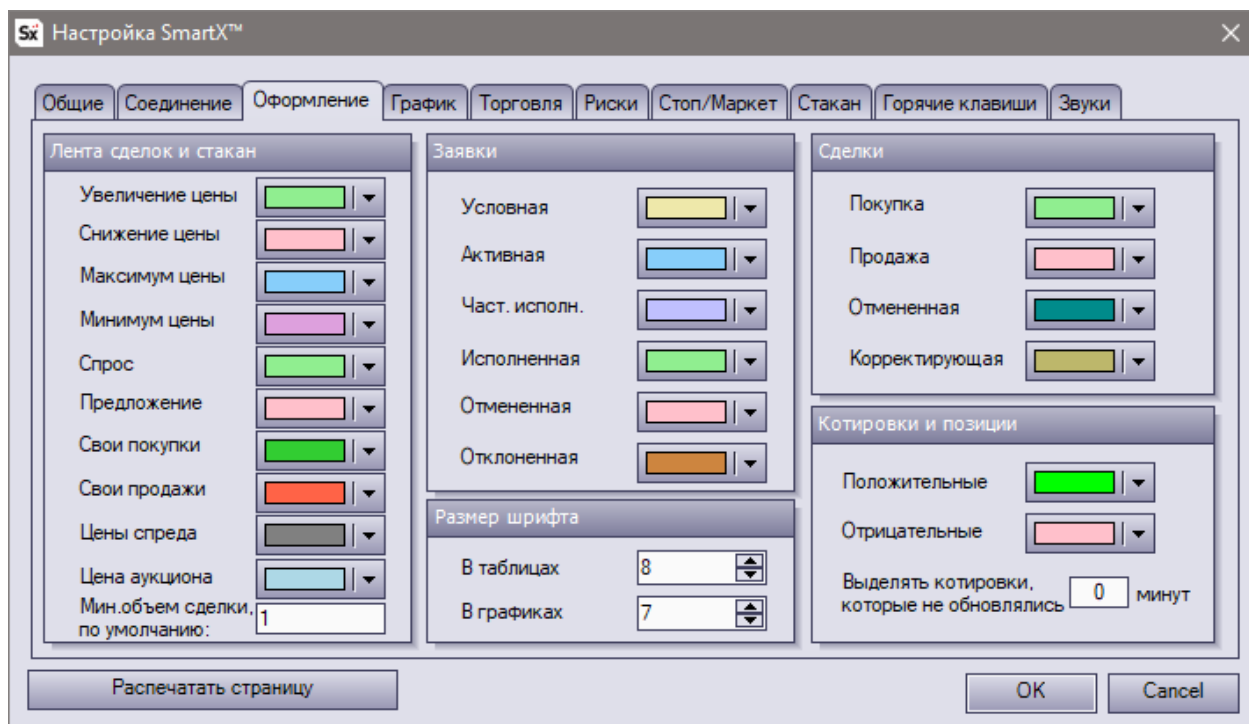 Sx Настройка SmartX™
Общие Соединение Оформление График Торговля Риски Стоп/Маркет Стакан Горячие клавиши Звуки
Лента сделок и стакан
Увеличение цены
Снижение цены
Максимум цены
Минимум цены
Спрос
Предложение
Свои покупки
Свои продажи
Цены спреда
Цена аукциона
Мин.объем сделки, 1
по умолчанию:
Заявки
Условная
Активная
Част. исполн.
Исполненная
Отмененная
Отклоненная
Размер шрифта
В таблицах 8
В графиках 7
Сделки
Покупка
Продажа
Отмененная
Корректирующая
Котировки и позиции
Положительные
Отрицательные
Выделять котировки,
которые не обновлялись 0 минут
Распечатать страницу
OK Cancel